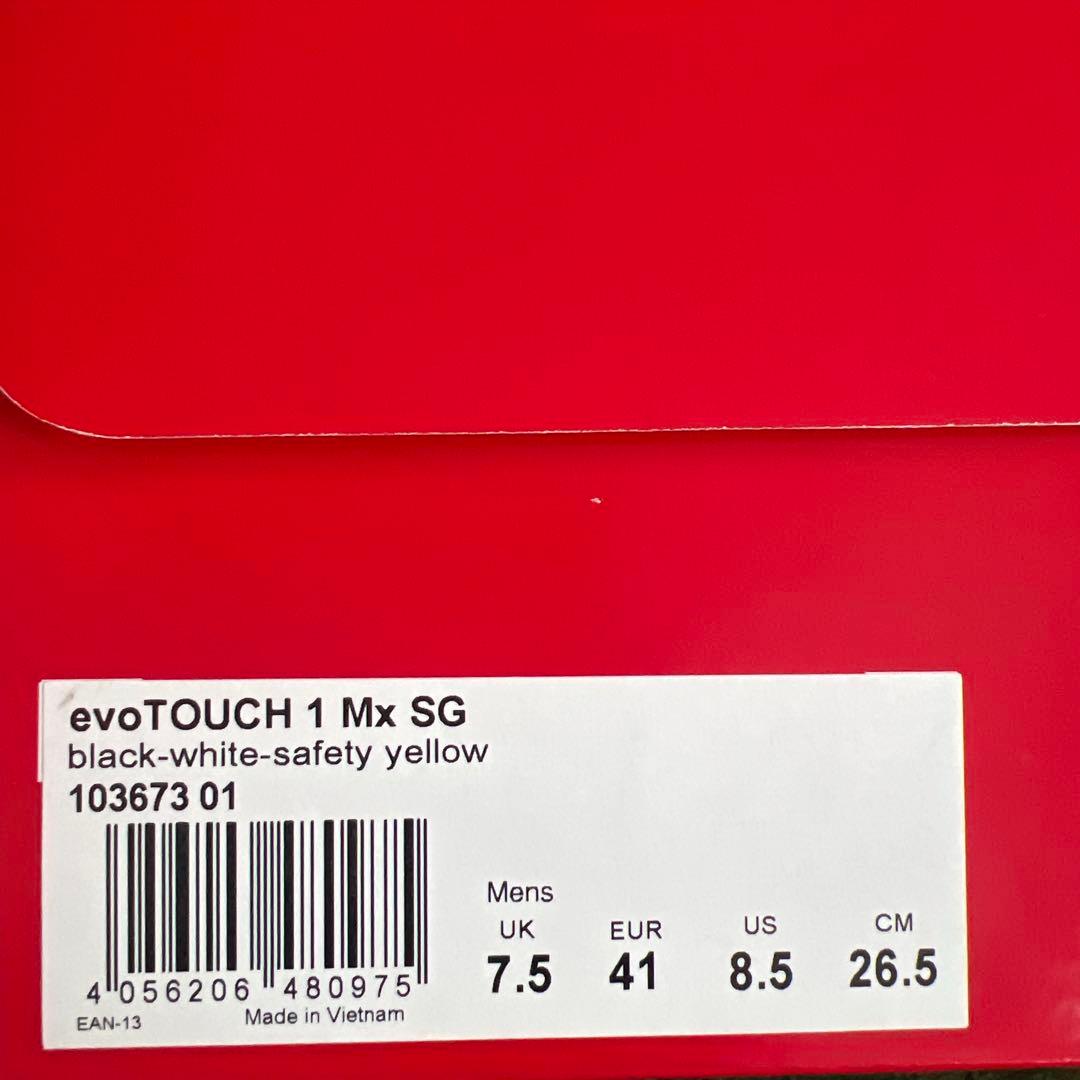 evoTOUCH 1 Mx SG
black-white-safety yellow
103673 01
Mens
UK EUR US CM
7.5 41 8.5 26.5
4 056206 480975
EAN-13 Made in Vietnam